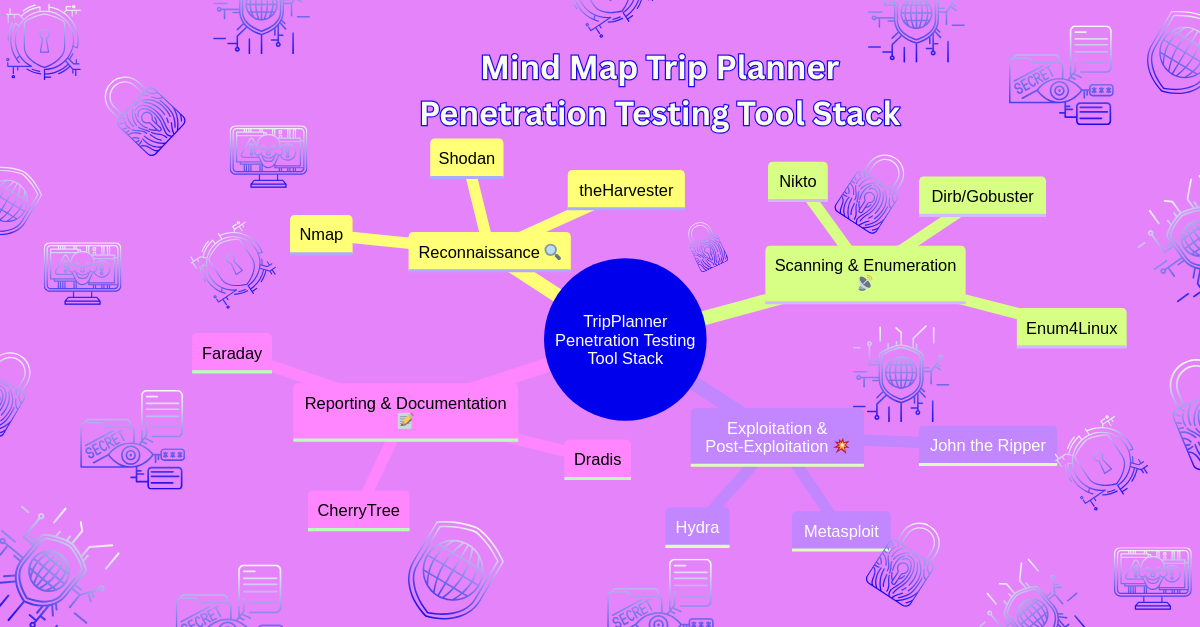 Mind Map Trip Planner
Penetration Testing Tool Stack
Shodan
theHarvester
Nmap
Reconnaissance
Nikto
Dirb/Gobuster
Scanning & Enumeration
Enum4Linux
TripPlanner
Penetration Testing
Tool Stack
Faraday
Reporting & Documentation
Dradis
CherryTree
Exploitation &
Post-Exploitation
John the Ripper
Hydra
Metasploit
SECRET
SECRET
SECRET
SECRET